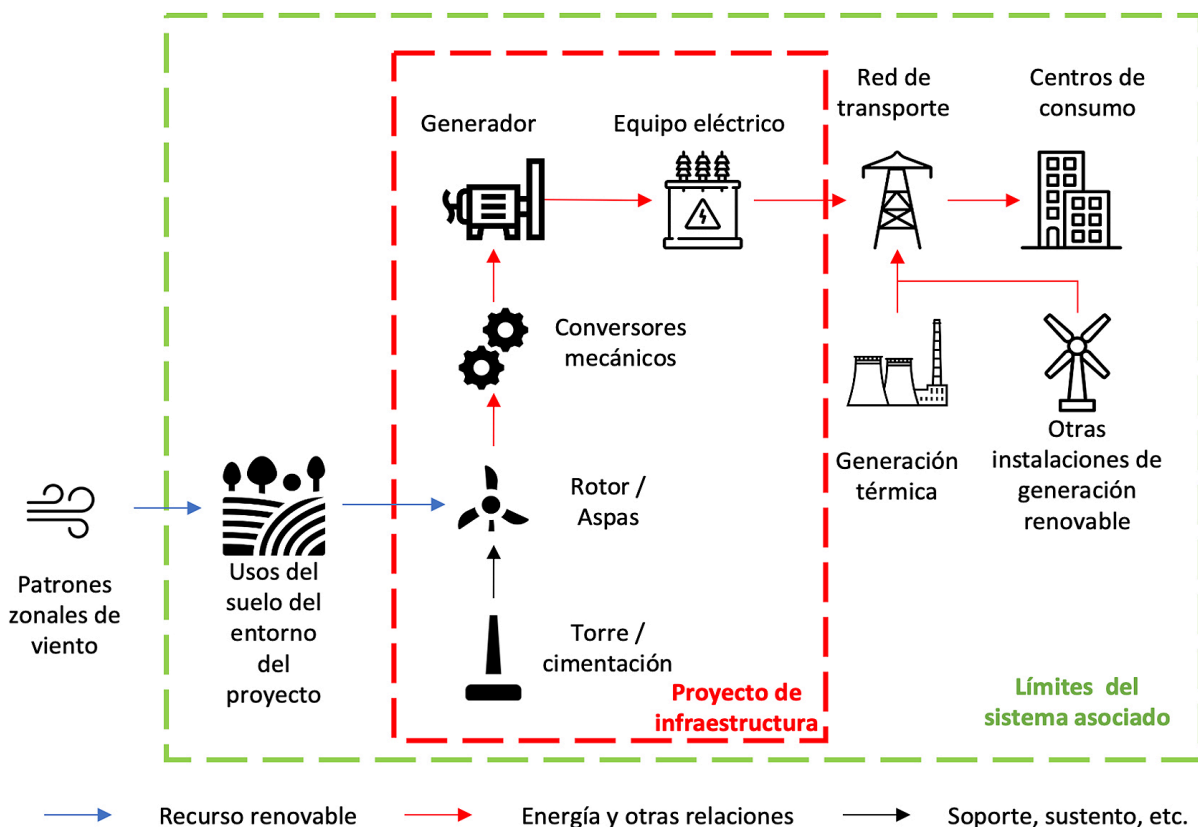 Red de
transporte
Centros de
consumo
Generador
Equipo eléctrico
Conversores
mecánicos
Generación
térmica
Otras
instalaciones de
generación
renovable
Rotor /
Aspas
Patrones
zonales de
viento
Usos del
suelo del
entorno
del
proyecto
Torre /
cimentación
Proyecto de
infraestructura
Límites del
sistema asociado
Recurso renovable
Energía y otras relaciones
Soporte, sustento, etc.